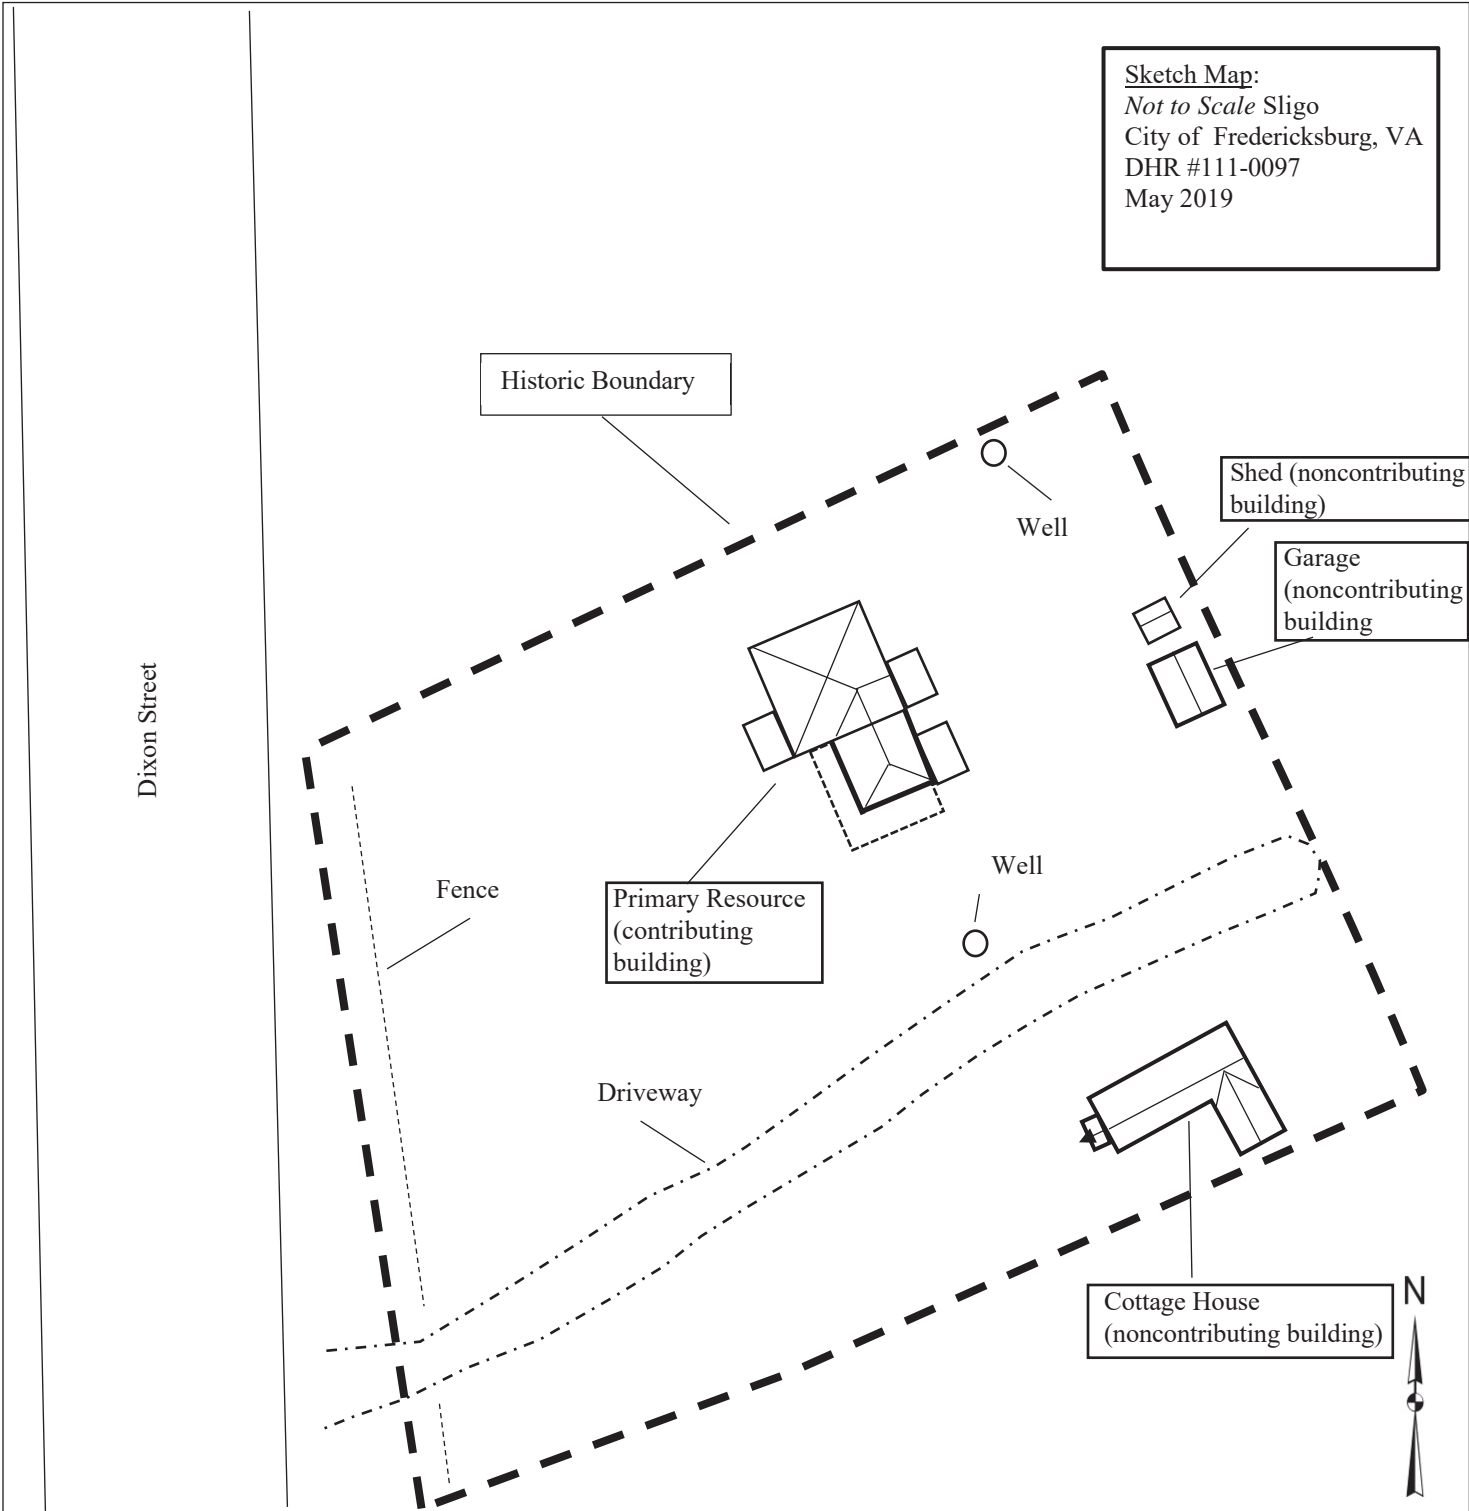 Sketch Map:
Not to Scale Sligo
City of Fredericksburg, VA
DHR #111-0097
May 2019
Historic Boundary
Well
Shed (noncontributing
building)
Garage
(noncontributing
building
Dixon Street
Fence
Primary Resource
(contributing
building)
Well
Driveway
Cottage House
(noncontributing building)
N